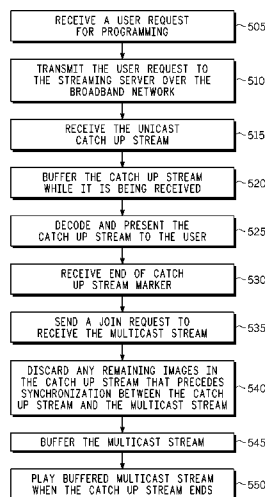 RECEIVE A USER REQUEST
FOR PROGRAMMING
505
TRANSMIT THE USER REQUEST TO
THE STREAMING SERVER OVER THE
BROADBAND NETWORK
510
RECEIVE THE UNICAST
CATCH UP STREAM
515
BUFFER THE CATCH UP STREAM
WHILE IT IS BEING RECEIVED
520
DECODE AND PRESENT THE
CATCH UP STREAM TO THE USER
525
RECEIVE END OF CATCH
UP STREAM MARKER
530
SEND A JOIN REQUEST TO
RECEIVE THE MULTICAST STREAM
535
DISCARD ANY REMAINING IMAGES IN
THE CATCH UP STREAM THAT PRECEDES
SYNCHRONIZATION BETWEEN THE CATCH
UP STREAM AND THE MULTICAST STREAM
540
BUFFER THE MULTICAST STREAM
545
PLAY BUFFERED MULTICAST STREAM
WHEN THE CATCH UP STREAM ENDS
550